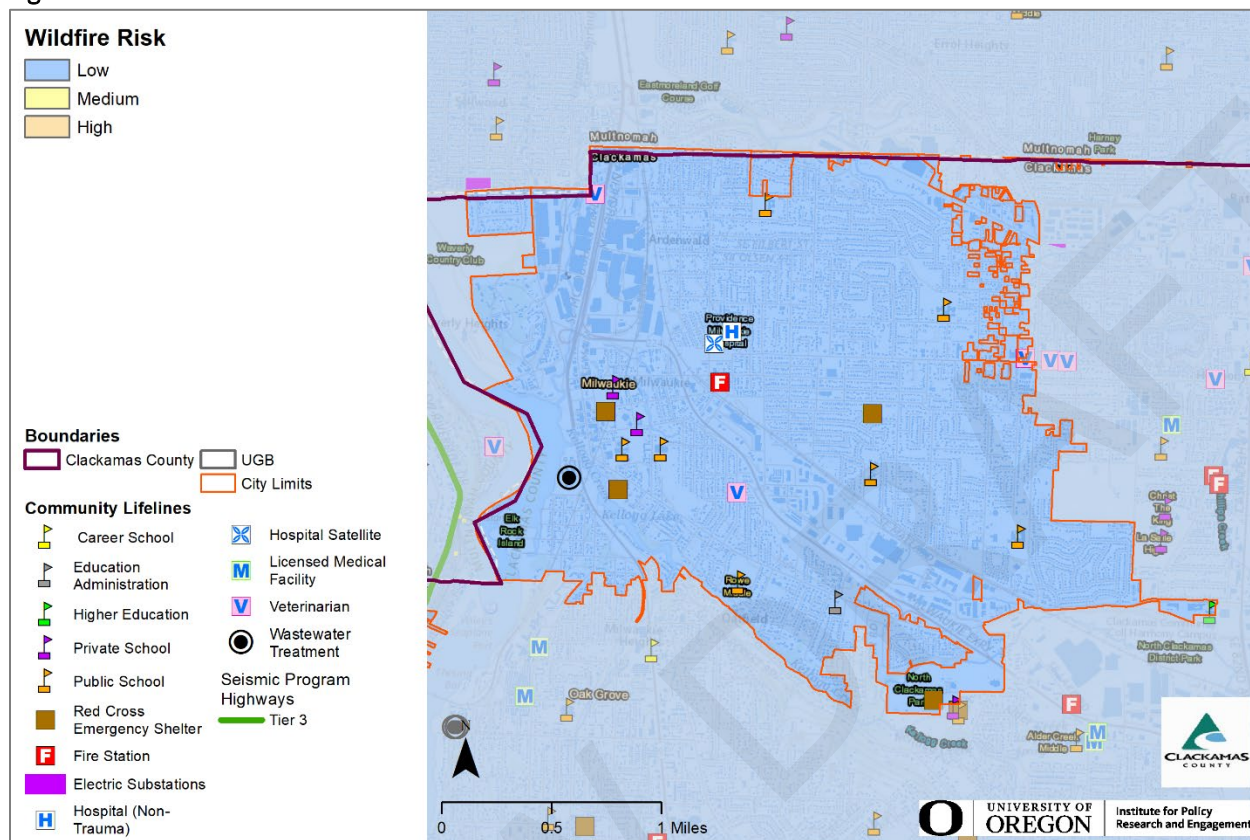 Wildfire Risk
Low
Medium
High
Boundaries
Clackamas County
UGB
City Limits
Community Lifelines
Career School
Education
Administration
Higher Education
Private School
Public School
Red Cross
Emergency Shelter
Fire Station
Electric Substations
Hospital (Non-
Trauma)
Hospital Satellite
M
Licensed Medical
Facility
V
Veterinarian
Wastewater
Treatment
Seismic Program
Highways
Tier 3
F
H
Errol Heights
Eastmoreland Golf
Course
Multnomah
Clackamas
Harney
Park
Multnomah
Clackamas
Waverly
Country Club
Ardenwald
Providence
Milwaukie
Hospital
Milwaukie
Milwaukie
Elk
Rock
Island
Kellogg Lake
Rowe
Middle
Oak Grove
North
Clackamas
Park
Kellogg Creek
Alder Creek
Middle
Christ
The
King
La Salle
High
North Clackamas
District Park
N
0
0.5
1 Miles
CLACKAMAS
COUNTY
UNIVERSITY OF
OREGON
Institute for Policy
Research and Engagement